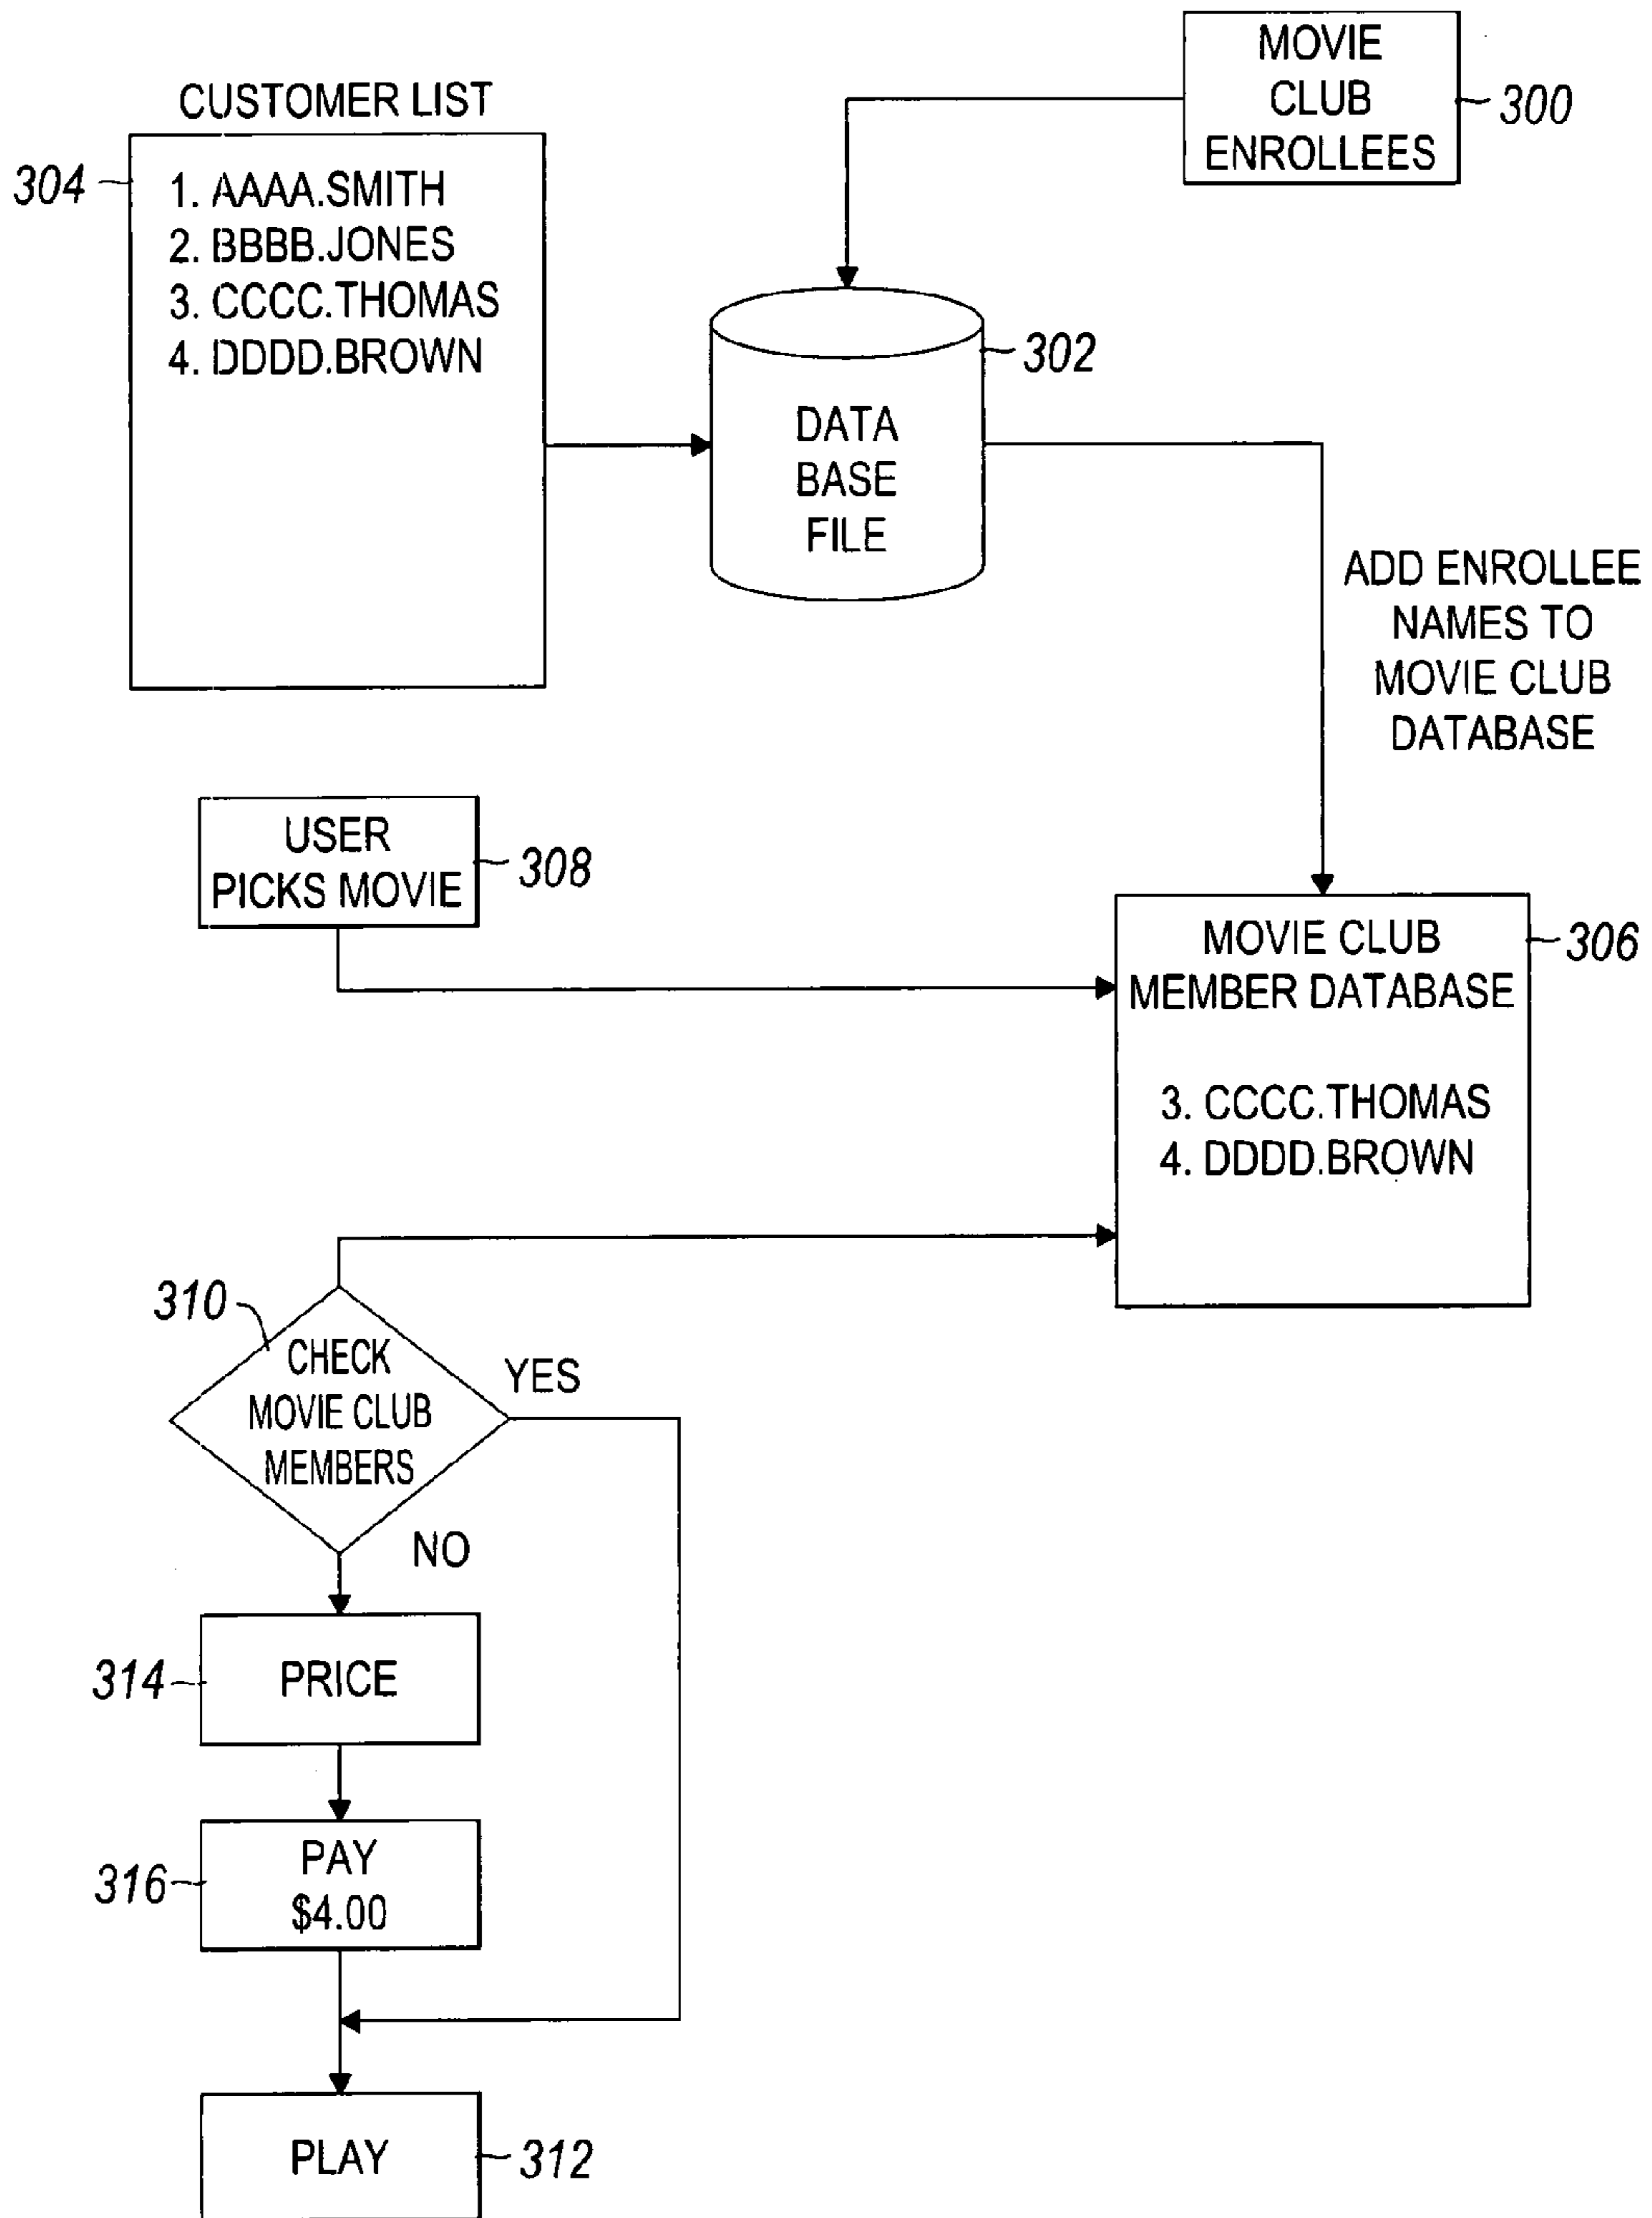 MOVIE
CLUB
ENROLLEES
300
CUSTOMER LIST
304
1. AAAA.SMITH
2. BBBB.JONES
3. CCCC.THOMAS
4. DDDD.BROWN
302
DATA
BASE
FILE
ADD ENROLLEE
NAMES TO
MOVIE CLUB
DATABASE
USER
PICKS MOVIE
308
MOVIE CLUB
MEMBER DATABASE
306
3. CCCC.THOMAS
4. DDDD.BROWN
310
CHECK
MOVIE CLUB
MEMBERS
YES
NO
314
PRICE
316
PAY
$4.00
PLAY
312